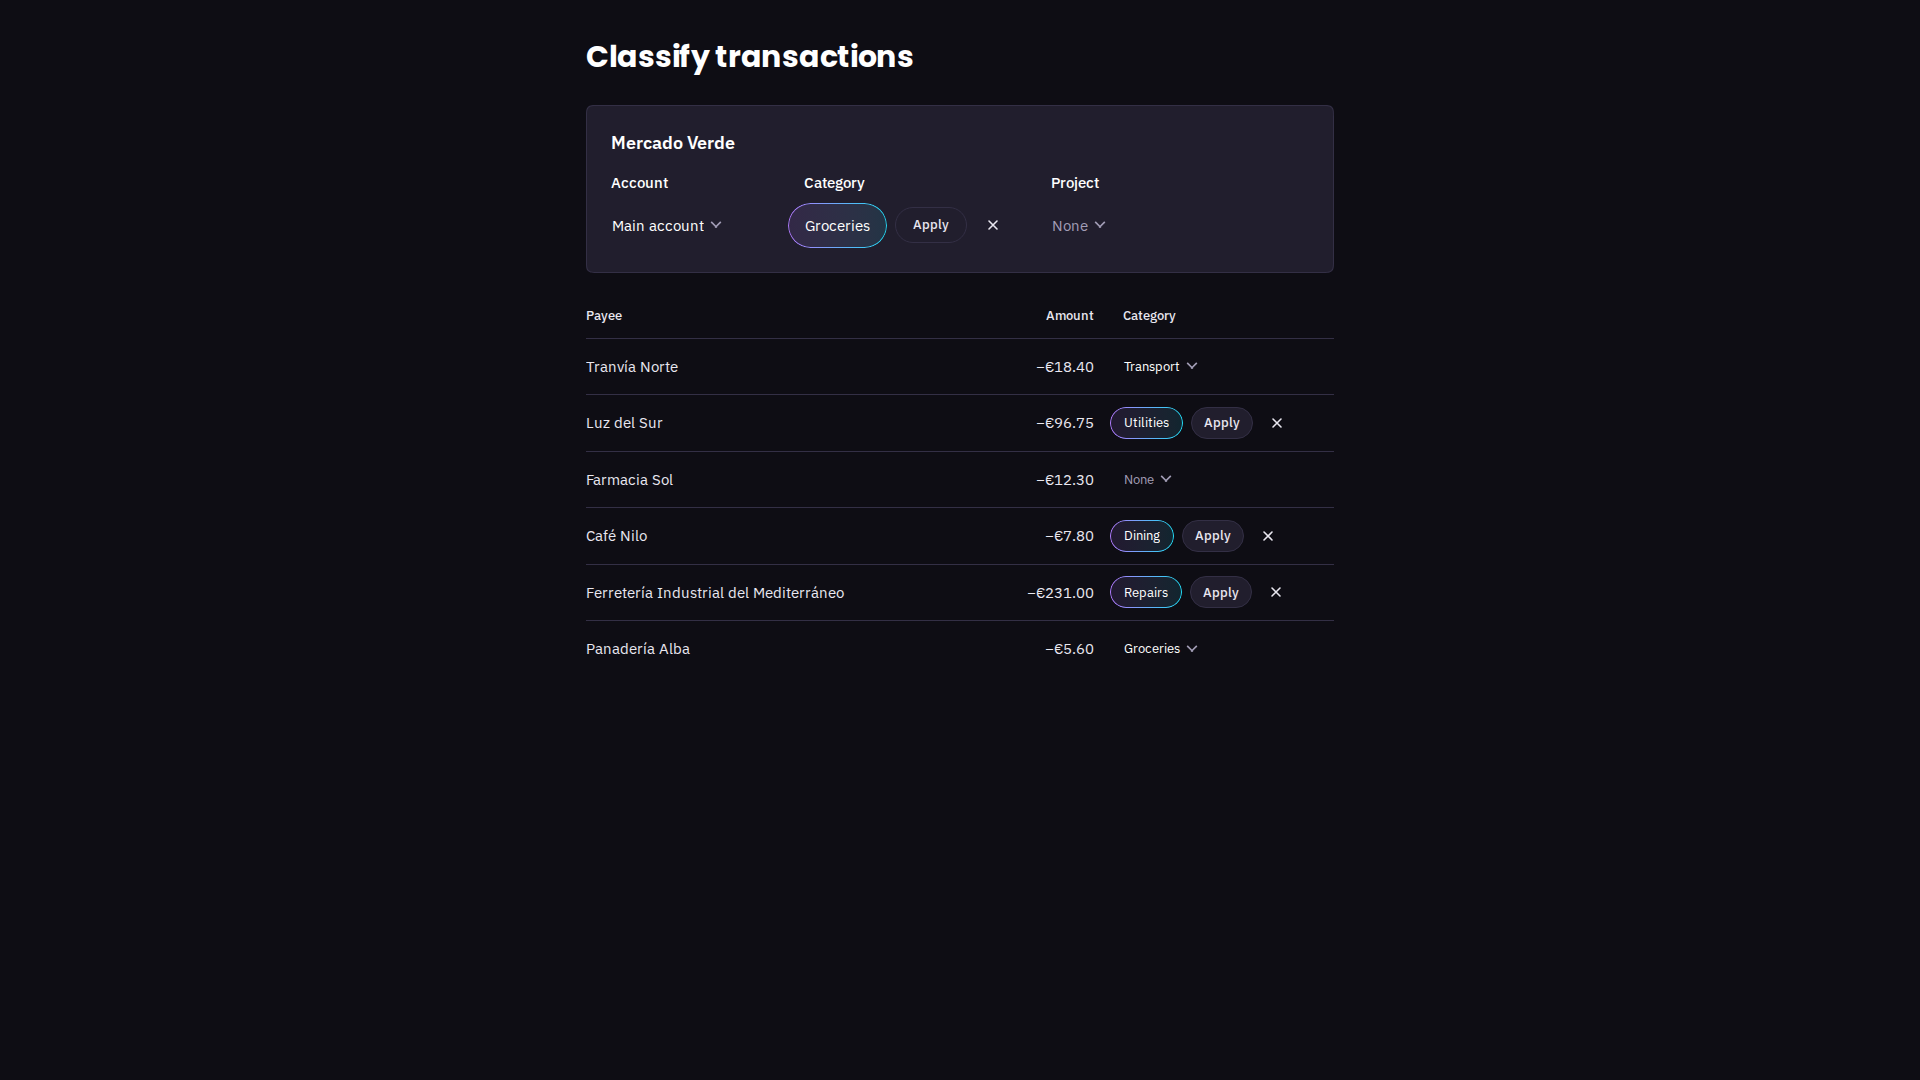 Classify transactions
Mercado Verde
Account Category Project
Main account Groceries Apply None
Payee Amount Category
Tranvía Norte −€18.40 Transport
Luz del Sur −€96.75 Utilities Apply
Farmacia Sol −€12.30 None
Café Nilo −€7.80 Dining Apply
Ferretería Industrial del Mediterráneo −€231.00 Repairs Apply
Panadería Alba −€5.60 Groceries